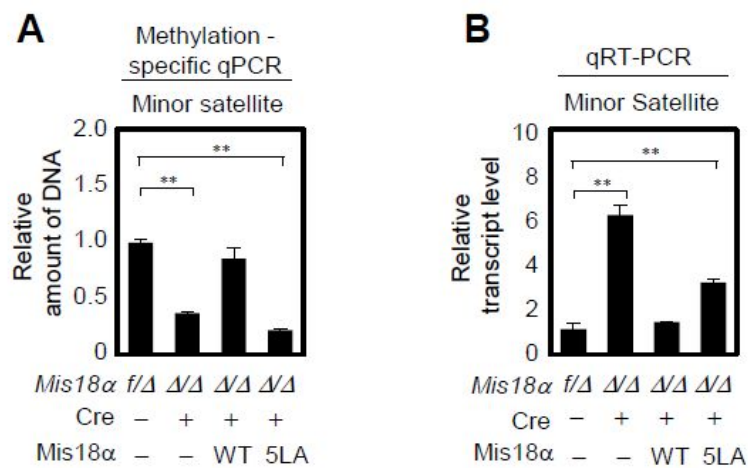 A
Methylation -
specific qPCR
Minor satellite
Relative
amount of DNA
2.0
1.5
1.0
0.5
0
**
**
Mis18α f/Δ Δ/Δ Δ/Δ Δ/Δ
Cre – + + +
Mis18α – – WT 5LA
B
qRT-PCR
Minor Satellite
Relative
transcript level
10
8
6
4
2
0
**
**
Mis18α f/Δ Δ/Δ Δ/Δ Δ/Δ
Cre – + + +
Mis18α – – WT 5LA